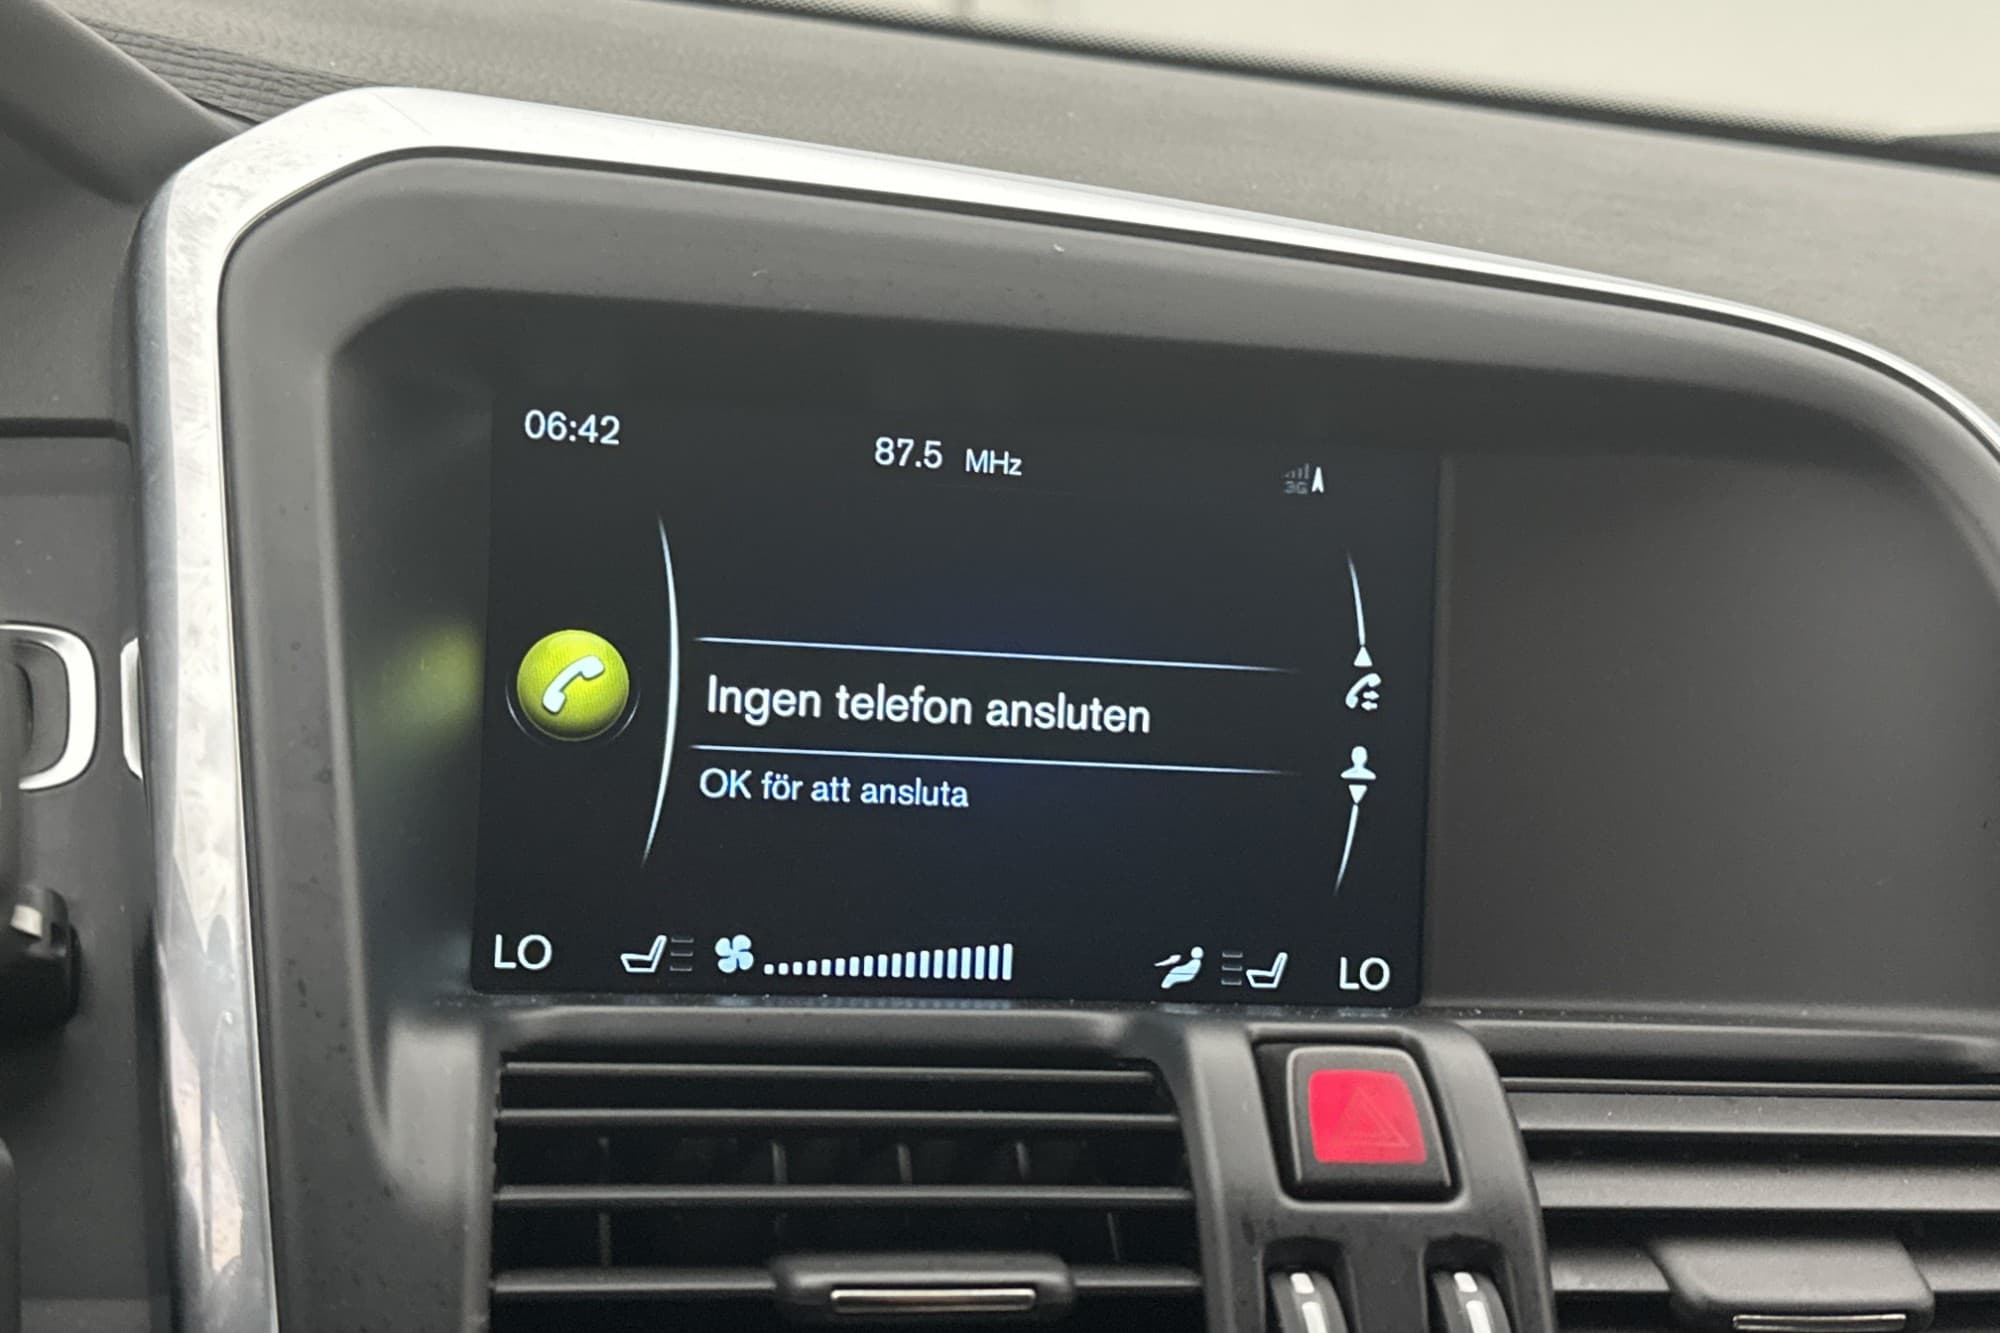 06:42
87.5 MHz
3G
Ingen telefon ansluten
OK för att ansluta
LO
LO